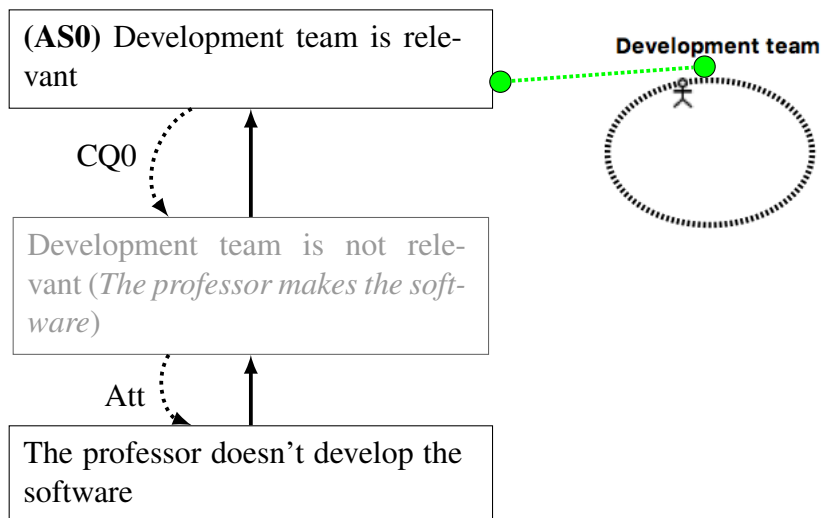 (AS0) Development team is rele-
vant
Development team
CQ0
Development team is not rele-
vant (The professor makes the soft-
ware)
Att
The professor doesn't develop the
software